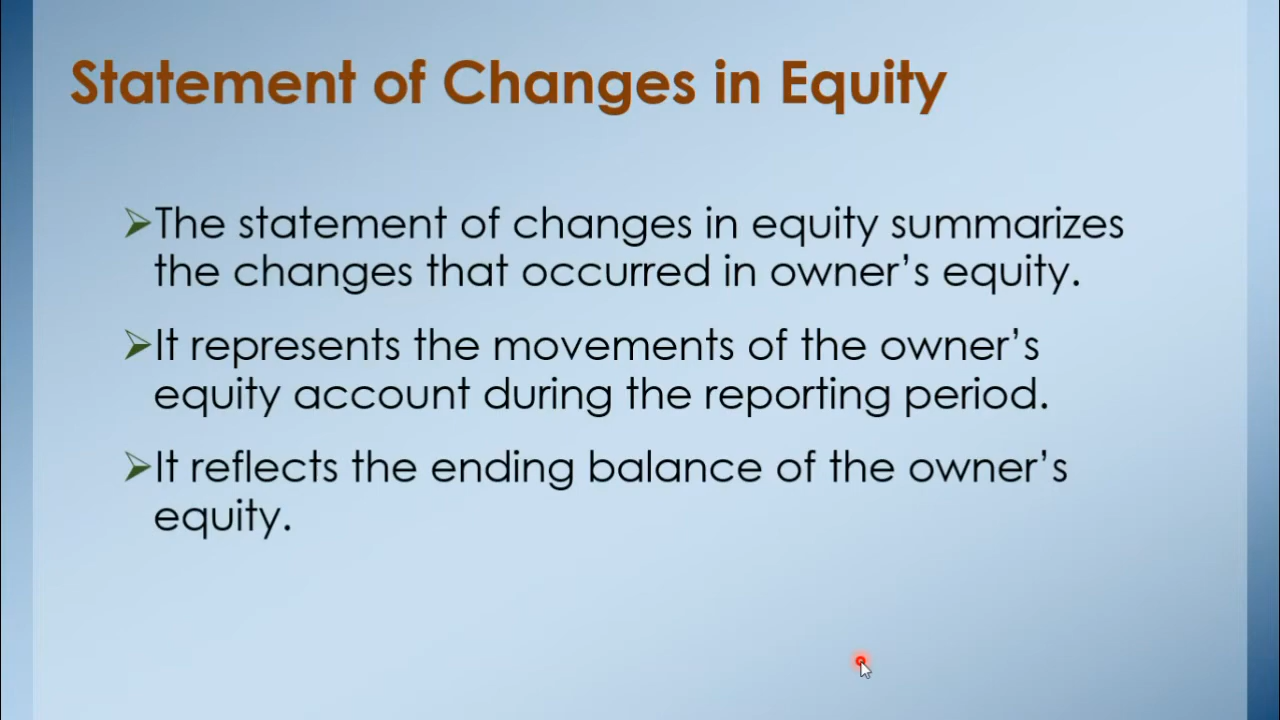 Statement of Changes in Equity
➢The statement of changes in equity summarizes
the changes that occurred in owner’s equity.
➢It represents the movements of the owner’s
equity account during the reporting period.
➢It reflects the ending balance of the owner’s
equity.